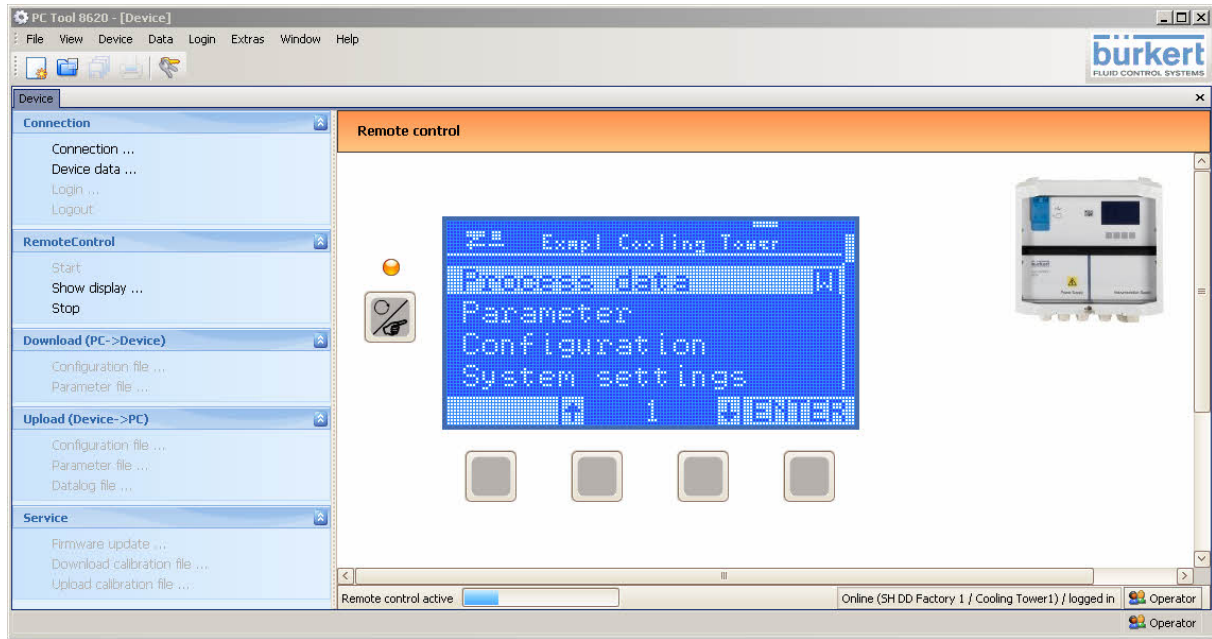 PC Tool 8620 - [Device]
File View Device Data Login Extras Window Help
bürkert
FLUID CONTROL SYSTEMS
Device
Connection
Connection ...
Device data ...
Login ...
Logout
RemoteControl
Start
Show display ...
Stop
Download (PC->Device)
Configuration file ...
Parameter file ...
Upload (Device->PC)
Configuration file ...
Parameter file ...
Datalog file ...
Service
Firmware update ...
Download calibration file ...
Upload calibration file ...
Remote control
Exmpl Cooling Tower
Process data
Parameter
Configuration
System settings
1 ENTER
burkert
Remote control active
Online (SH DD Factory 1 / Cooling Tower1) / logged in
Operator
Operator